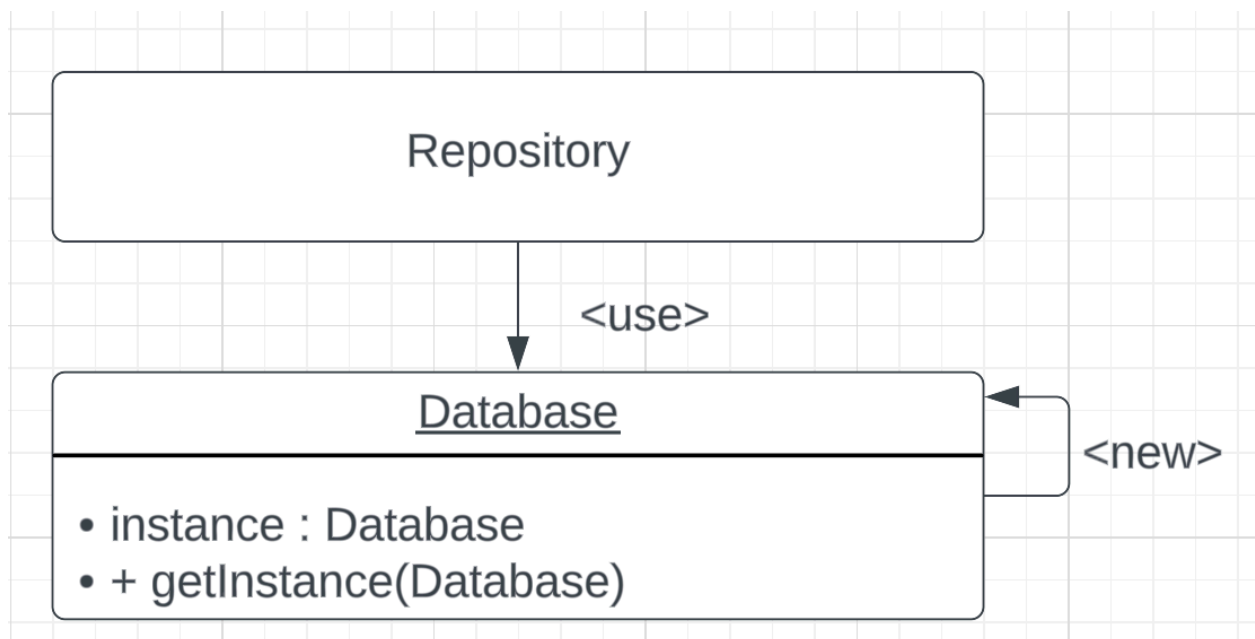 Repository
<use>
Database
<new>
• instance : Database
• + getInstance(Database)